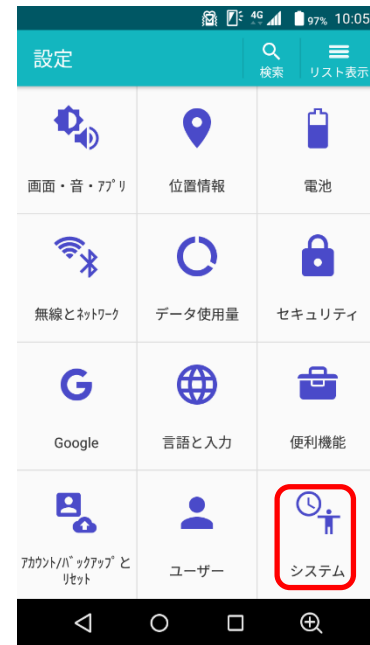 4G 97% 10:05
設定
検索 リスト表示
画面・音・ｱﾌﾟﾘ 位置情報 電池
無線とﾈｯﾄﾜｰｸ データ使用量 セキュリティ
Google 言語と入力 便利機能
ｱｶｳﾝﾄ/ﾊﾞｯｸｱｯﾌﾟと
ﾘｾｯﾄ ユーザー システム